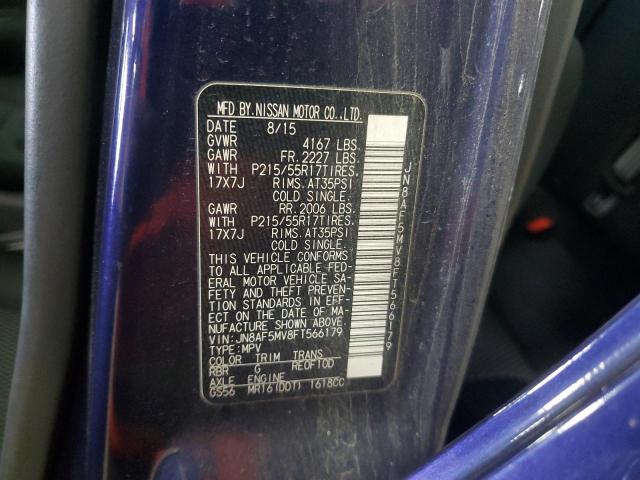 MFD BY.NISSAN MOTOR CO.,LTD.
DATE 8/15
GVWR 4167 LBS.
GAWR FR.2227 LBS.
WITH P215/55R17TIRES.
17X7J RIMS.AT35PSI
COLD SINGLE.
GAWR RR.2006 LBS.
WITH P215/55R17TIRES.
17X7J RIMS.AT35PSI
COLD SINGLE.
THIS VEHICLE CONFORMS
TO ALL APPLICABLE FED-
ERAL MOTOR VEHICLE SA-
FETY AND THEFT PREVEN-
TION STANDARDS IN EFF-
ECT ON THE DATE OF MA-
NUFACTURE SHOWN ABOVE.
VIN:JN8AF5MV8FT566179
TYPE:MPV
COLOR TRIM TRANS
RBR G RE0F10D
AXLE ENGINE
GS56 MR16(DDT) 1618CC
JN8AF5MV8FT566179